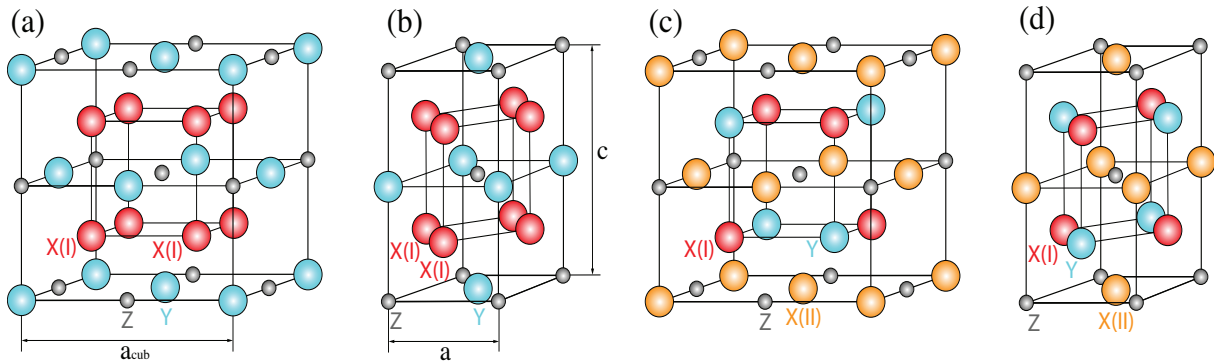 (a)
(b)
(c)
(d)
X(I) X(I)
Z Y
acub
X(I)
X(I)
Z Y
a
c
X(I) Y
Z X(II)
X(I) Y
Z X(II)